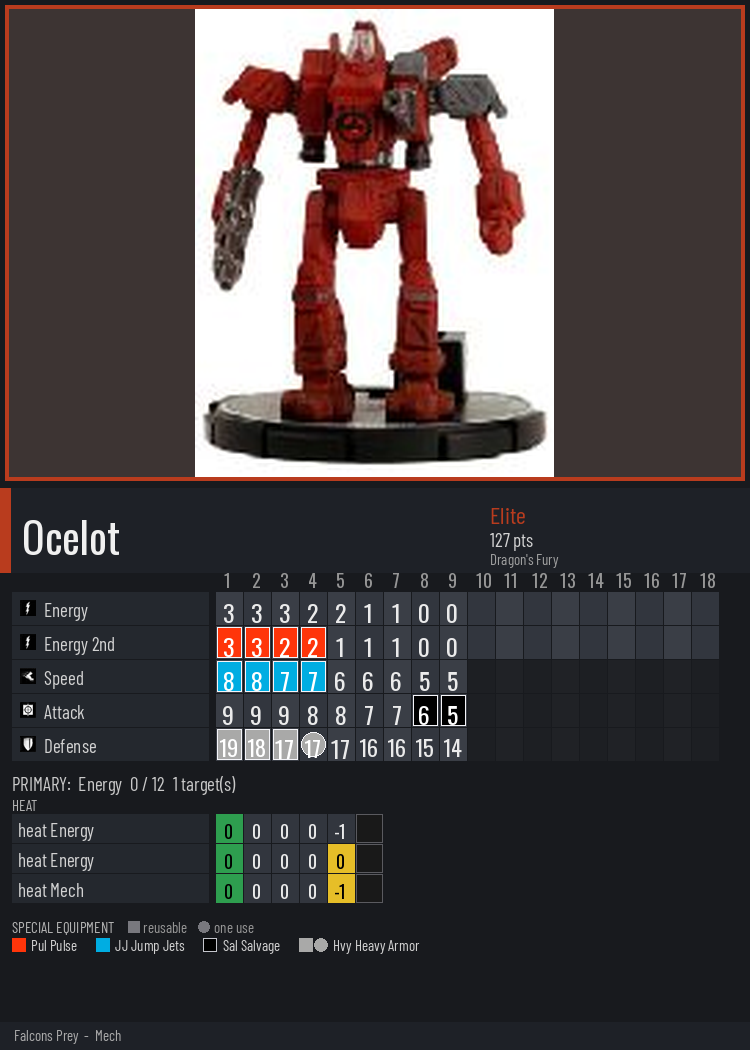 Ocelot
Elite
127 pts
Dragon's Fury
1 2 3 4 5 6 7 8 9 10 11 12 13 14 15 16 17 18
Energy 3 3 3 2 2 1 1 0 0
Energy 2nd 3 3 2 2 1 1 1 0 0
Speed 8 8 7 7 6 6 6 5 5
Attack 9 9 9 8 8 7 7 6 5
Defense 19 18 17 17 17 16 16 15 14
PRIMARY: Energy 0 / 12 1 target(s)
HEAT
heat Energy 0 0 0 0 -1
heat Energy 0 0 0 0 0
heat Mech 0 0 0 0 -1
SPECIAL EQUIPMENT reusable one use
Pul Pulse JJ Jump Jets Sal Salvage Hvy Heavy Armor
Falcons Prey - Mech